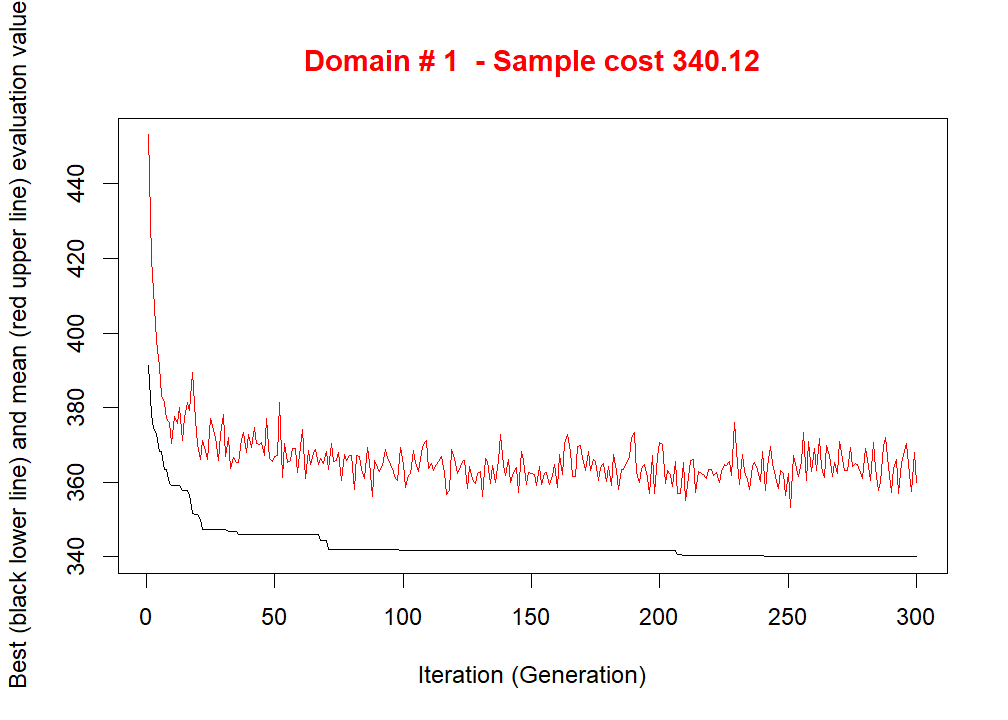 Domain # 1  - Sample cost 340.12
Best (black lower line) and mean (red upper line) evaluation value
440
420
400
380
360
340
0 50 100 150 200 250 300
Iteration (Generation)